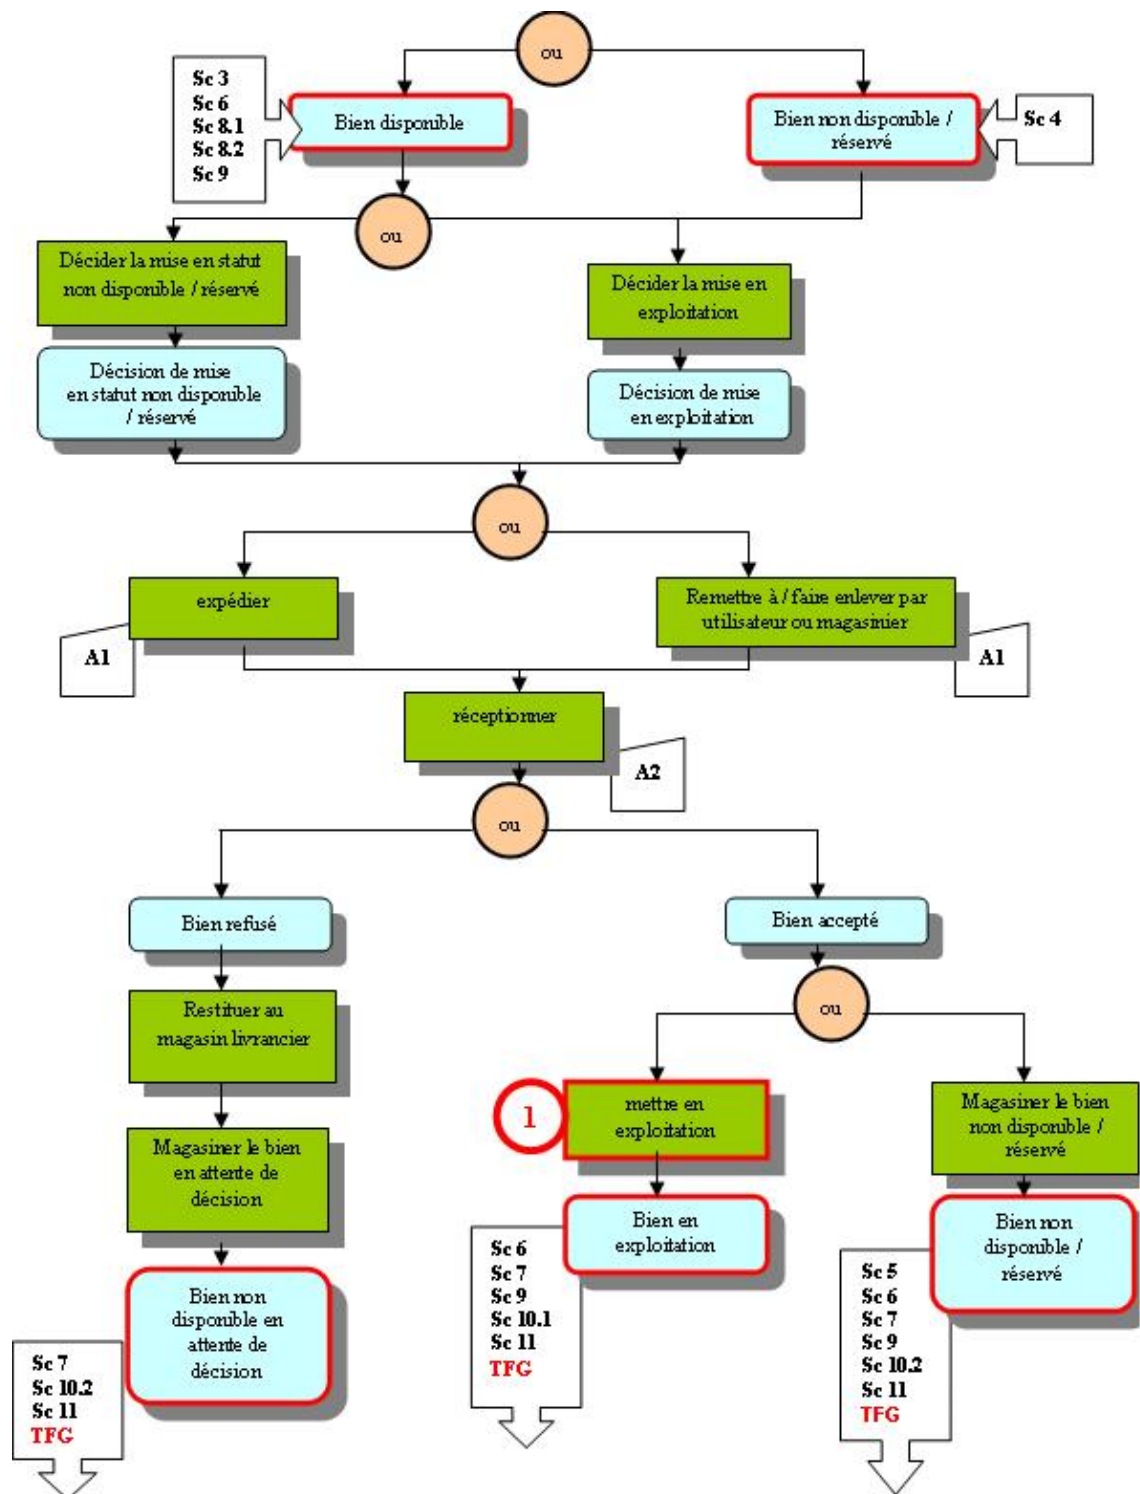 ou
Sc 3
Sc 6
Sc 8.1
Sc 8.2
Sc 9
Bien disponible
Bien non disponible /
réservé
Sc 4
ou
Décider la mise en statut
non disponible / réservé
Décider la mise en
exploitation
Décision de mise
en statut non disponible
/ réservé
Décision de mise
en exploitation
ou
expédier
Remettre à / faire enlever par
utilisateur ou magasinier
A1
A1
réceptionner
A2
ou
Bien refusé
Bien accepté
ou
Restituer au
magasin livrancier
1
mettre en
exploitation
Magasiner le bien
non disponible /
réservé
Magasiner le bien
en attente de
décision
Bien en
exploitation
Bien non
disponible /
réservé
Sc 6
Sc 7
Sc 9
Sc 10.1
Sc 11
TFG
Sc 5
Sc 6
Sc 7
Sc 9
Sc 10.2
Sc 11
TFG
Bien non
disponible en
attente de
décision
Sc 7
Sc 10.2
Sc 11
TFG